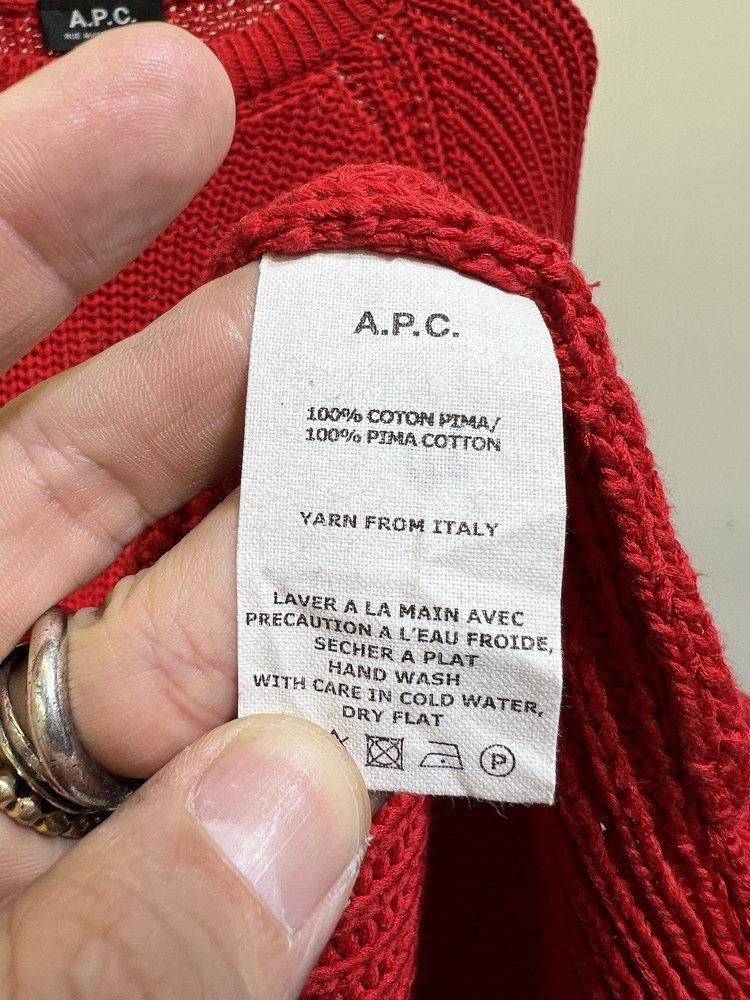 A.P.C.
A.P.C.
100% COTON PIMA/
100% PIMA COTTON
YARN FROM ITALY
LAVER A LA MAIN AVEC
PRECAUTION A L'EAU FROIDE,
SECHER A PLAT
HAND WASH
WITH CARE IN COLD WATER,
DRY FLAT
P